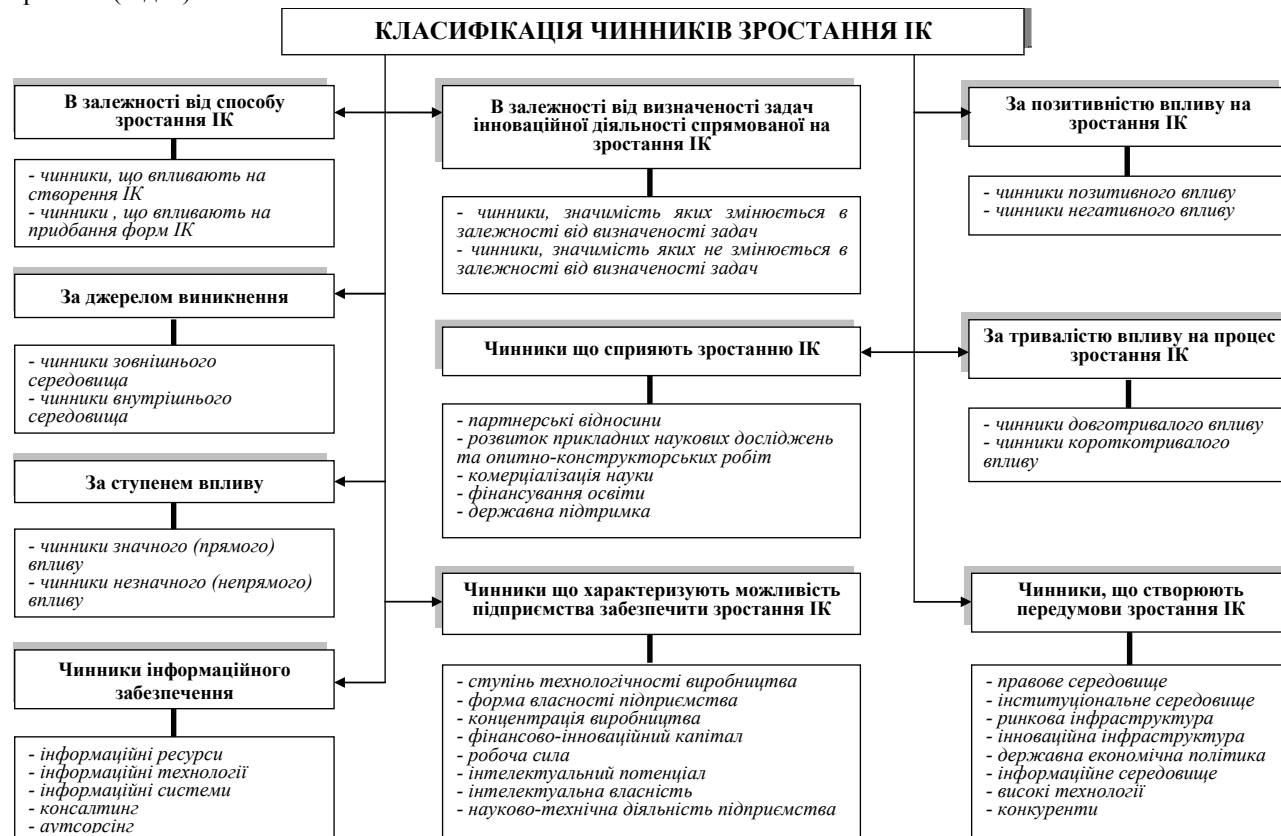 КЛАСИФІКАЦІЯ ЧИННИКІВ ЗРОСТАННЯ ІК
В залежності від способу
зростання ІК
- чинники, що впливають на
створення ІК
- чинники , що впливають на
придбання форм ІК
За джерелом виникнення
- чинники зовнішнього
середовища
- чинники внутрішнього
середовища
За ступенем впливу
- чинники значного (прямого)
впливу
- чинники незначного (непрямого)
впливу
Чинники інформаційного
забезпечення
- інформаційні ресурси
- інформаційні технології
- інформаційні системи
- консалтинг
- аутсорсінг
В залежності від визначеності задач
інноваційної діяльності спрямованої на
зростання ІК
- чинники, значимість яких змінюється в
залежності від визначеності задач
- чинники, значимість яких не змінюється в
залежності від визначеності задач
Чинники що сприяють зростанню ІК
- партнерські відносини
- розвиток прикладних наукових досліджень
та опитно-конструкторських робіт
- комерціалізація науки
- фінансування освіти
- державна підтримка
Чинники що характеризують можливість
підприємства забезпечити зростання ІК
- ступінь технологічності виробництва
- форма власності підприємства
- концентрація виробництва
- фінансово-інноваційний капітал
- робоча сила
- інтелектуальний потенціал
- інтелектуальна власність
- науково-технічна діяльність підприємства
За позитивністю впливу на
зростання ІК
- чинники позитивного впливу
- чинники негативного впливу
За тривалістю впливу на процес
зростання ІК
- чинники довготривалого впливу
- чинники короткотривалого
впливу
Чинники, що створюють
передумови зростання ІК
- правове середовище
- інституціональне середовище
- ринкова інфраструктура
- інноваційна інфраструктура
- державна економічна політика
- інформаційне середовище
- високі технології
- конкуренти